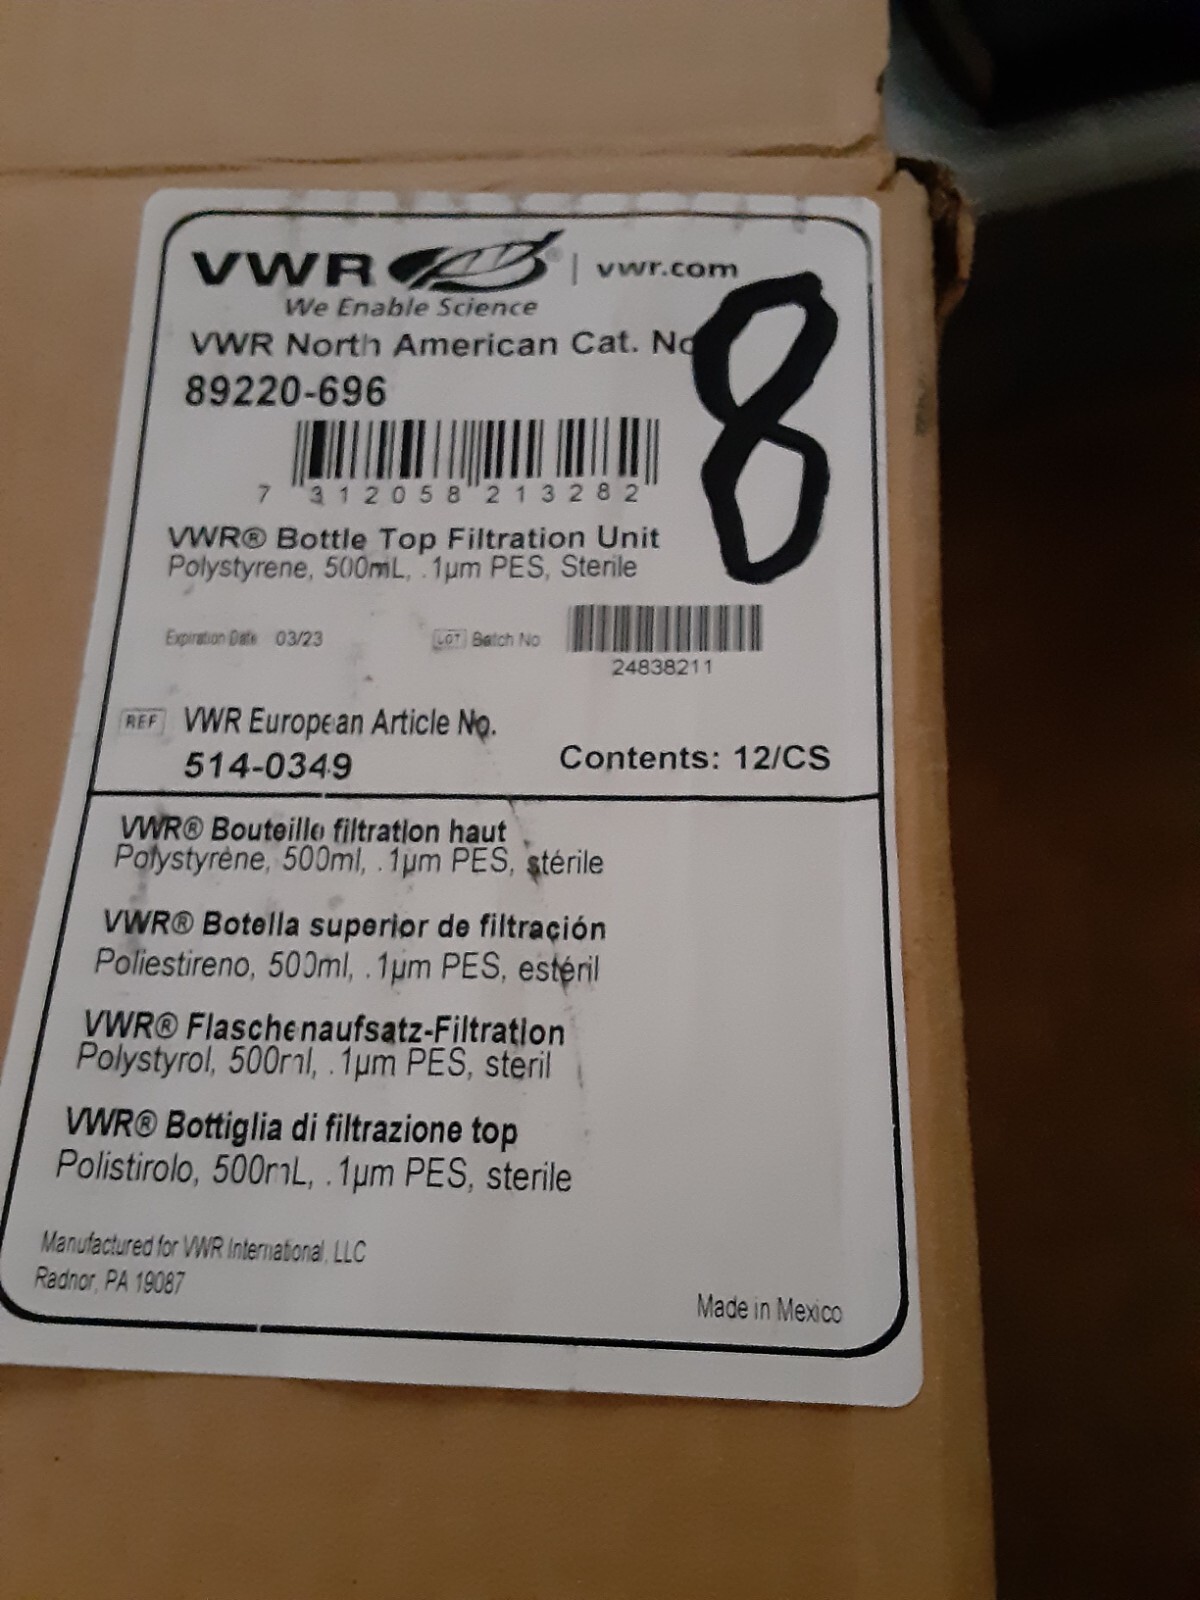 VWR® | vwr.com
We Enable Science
VWR North American Cat. No
8
89220-696
7 312058 213282
VWR® Bottle Top Filtration Unit
Polystyrene, 500mL, .1µm PES, Sterile
Expiration Date 03/23
LOT Batch No
24838211
REF VWR European Article No.
514-0349
Contents: 12/CS
VWR® Bouteille filtration haut
Polystyrène, 500ml, .1µm PES, stérile
VWR® Botella superior de filtración
Poliestireno, 500ml, .1µm PES, estéril
VWR® Flaschenaufsatz-Filtration
Polystyrol, 500ml, .1µm PES, steril
VWR® Bottiglia di filtrazione top
Polistirolo, 500mL, .1µm PES, sterile
Manufactured for VWR International, LLC
Radnor, PA 19087
Made in Mexico